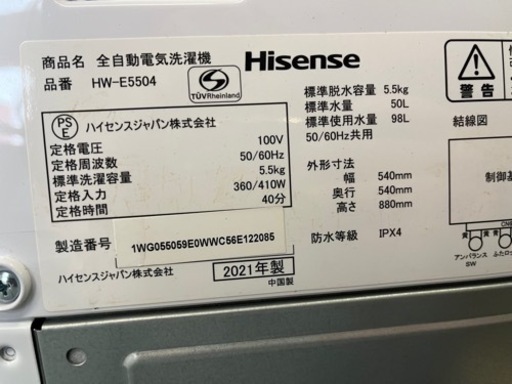 商品名 全自動電気洗濯機
品番 HW-E5504
TÜVRheinland
Hisense
PS
E
ハイセンスジャパン株式会社
定格電圧 100V
定格周波数 50/60Hz
標準洗濯容量 5.5kg
定格入力 360/410W
定格時間 40分
製造番号 1WG055059E0WWC56E122085
ハイセンスジャパン株式会社 2021年製
中国製
標準脱水容量 5.5kg
標準水量 50L
標準使用水量 98L
50/60Hz共用
外形寸法
幅 540mm
奥行 540mm
高さ 880mm
防水等級 IPX4
警告
結線図
制御基
アンバランス
SW
ふたロッ